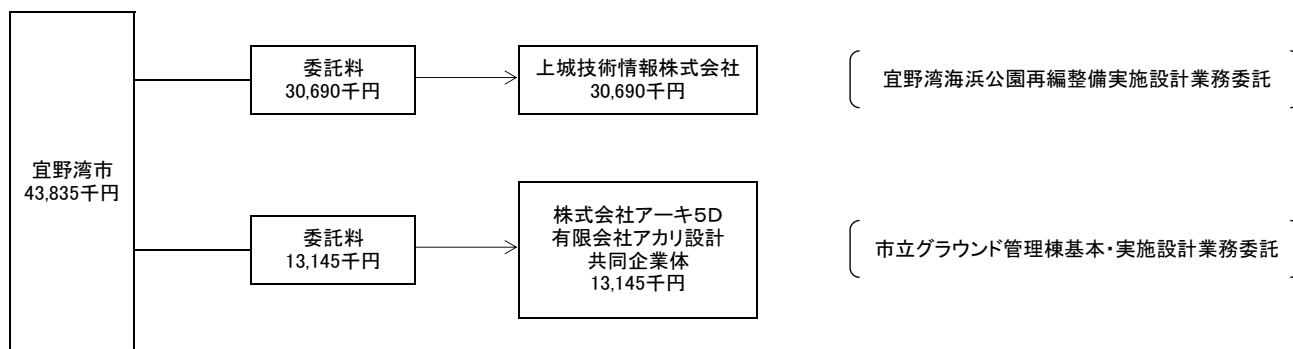 宜野湾市
43,835千円
委託料
30,690千円
上城技術情報株式会社
30,690千円
宜野湾海浜公園再編整備実施設計業務委託
委託料
13,145千円
株式会社アーキ5D
有限会社アカリ設計
共同企業体
13,145千円
市立グラウンド管理棟基本・実施設計業務委託